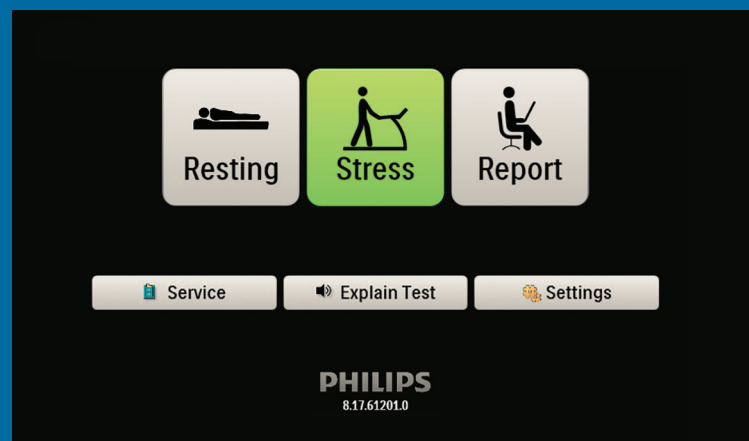 Resting
Stress
Report
Service
Explain Test
Settings
PHILIPS
8.17.61201.0